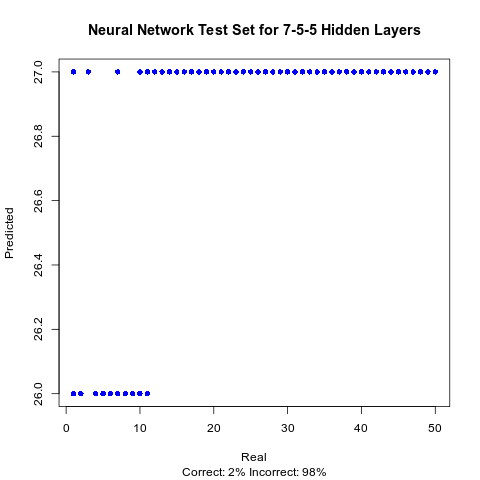 Neural Network Test Set for 7-5-5 Hidden Layers
27.0
26.8
26.6
26.4
26.2
26.0
Predicted
0 10 20 30 40 50
Real
Correct: 2% Incorrect: 98%